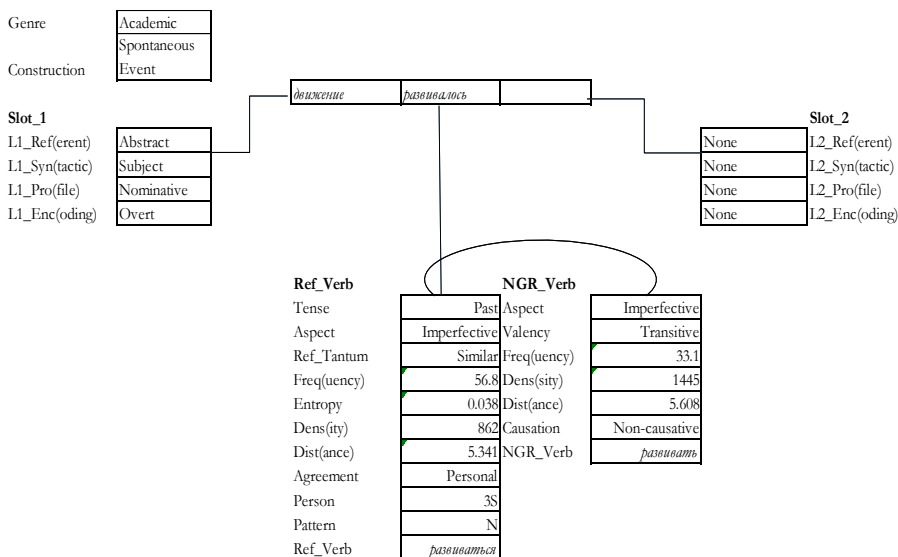 Genre Academic
Spontaneous
Construction Event
движение развивалось
Slot_1
L1_Ref(erent) Abstract
L1_Syn(tactic) Subject
L1_Pro(file) Nominative
L1_Enc(oding) Overt
Slot_2
None L2_Ref(erent)
None L2_Syn(tactic)
None L2_Pro(file)
None L2_Enc(oding)
Ref_Verb NGR_Verb
Tense Past Aspect Imperfective
Aspect Imperfective Valency Transitive
Ref_Tantum Similar Freq(uency) 33.1
Freq(uency) 56.8 Dens(sity) 1445
Entropy 0.038 Dist(ance) 5.608
Dens(ity) 862 Causation Non-causative
Dist(ance) 5.341 NGR_Verb развивать
Agreement Personal
Person 3S
Pattern N
Ref_Verb развиваться